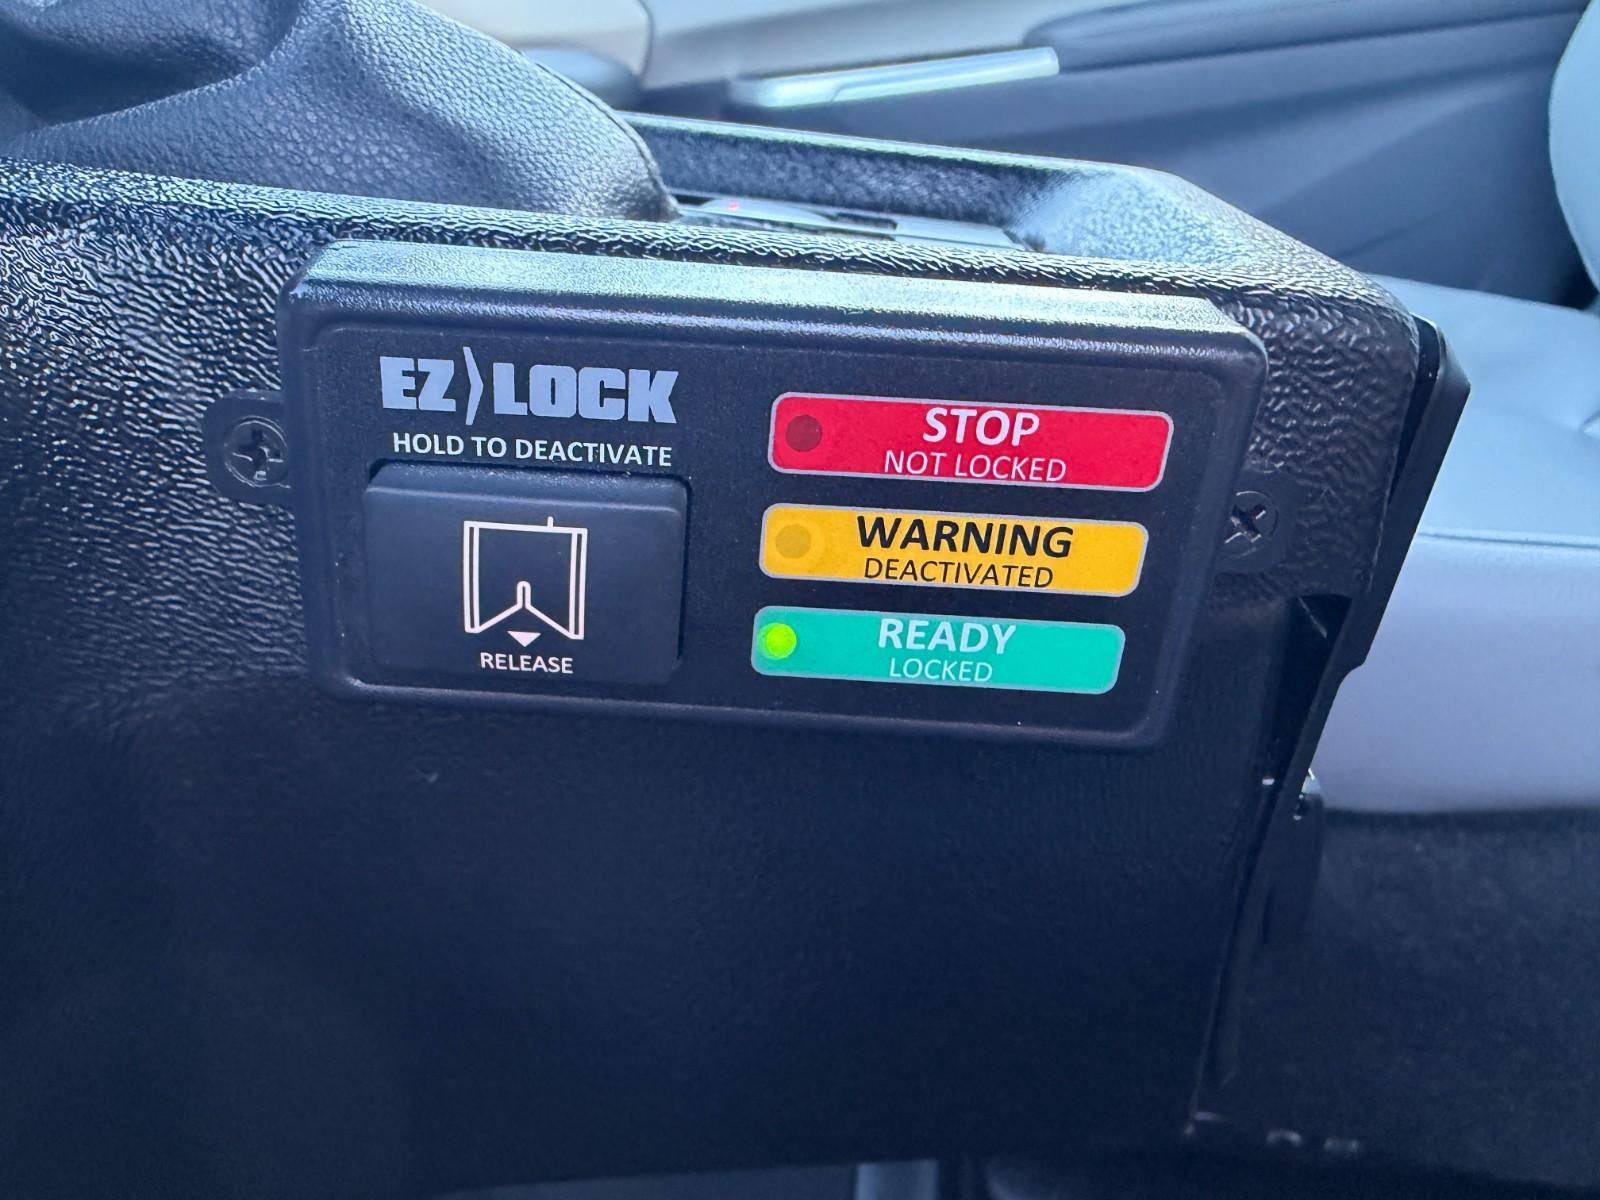 EZ LOCK
HOLD TO DEACTIVATE
RELEASE
STOP
NOT LOCKED
WARNING
DEACTIVATED
READY
LOCKED